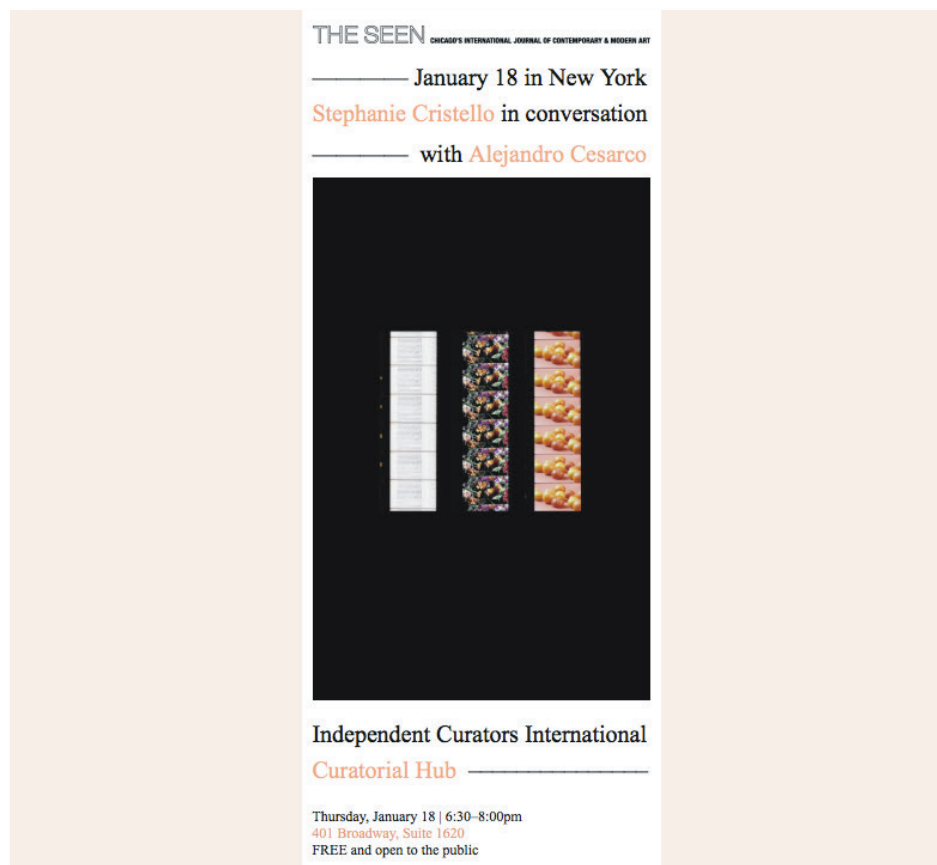 THE SEEN CHICAGO'S INTERNATIONAL JOURNAL OF CONTEMPORARY & MODERN ART
January 18 in New York
Stephanie Cristello in conversation
with Alejandro Cesarco
Independent Curators International
Curatorial Hub
Thursday, January 18 | 6:30–8:00pm
401 Broadway, Suite 1620
FREE and open to the public